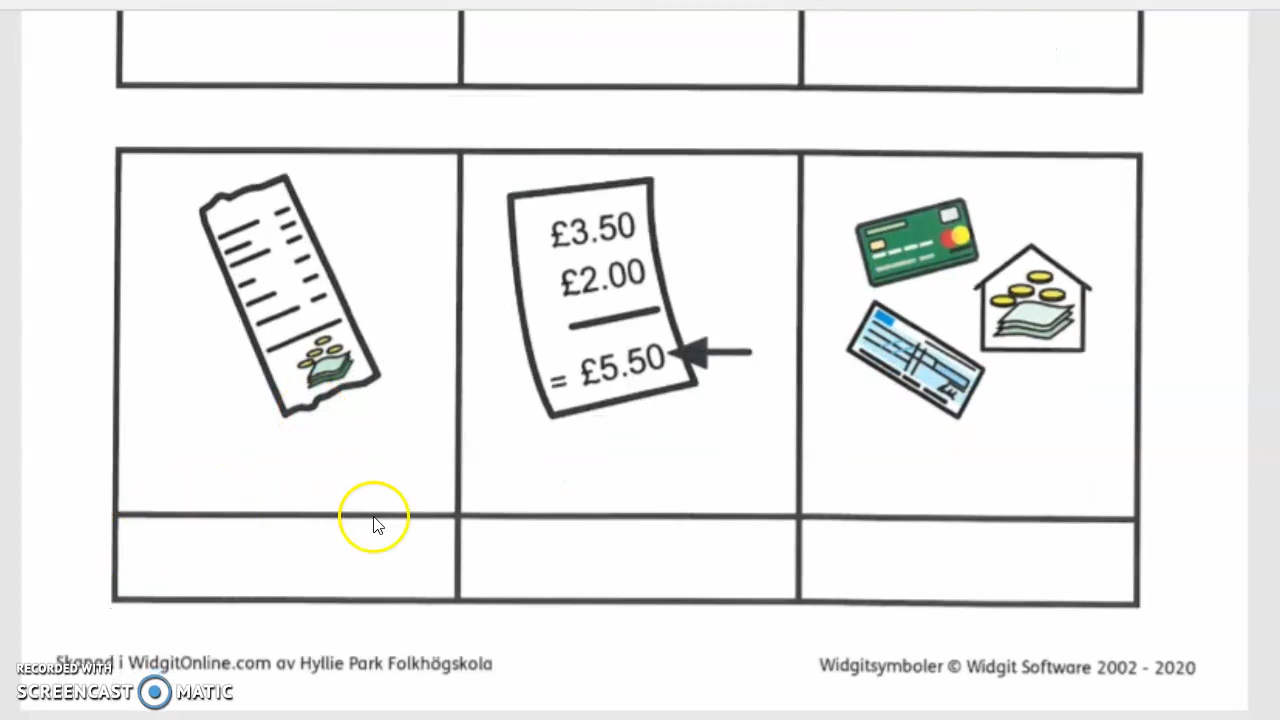 £3.50
£2.00
= £5.50
i WidgitOnline.com av Hyllie Park Folkhögskola
Widgitsymboler © Widgit Software 2002 - 2020
RECORDED WITH
SCREENCAST MATIC